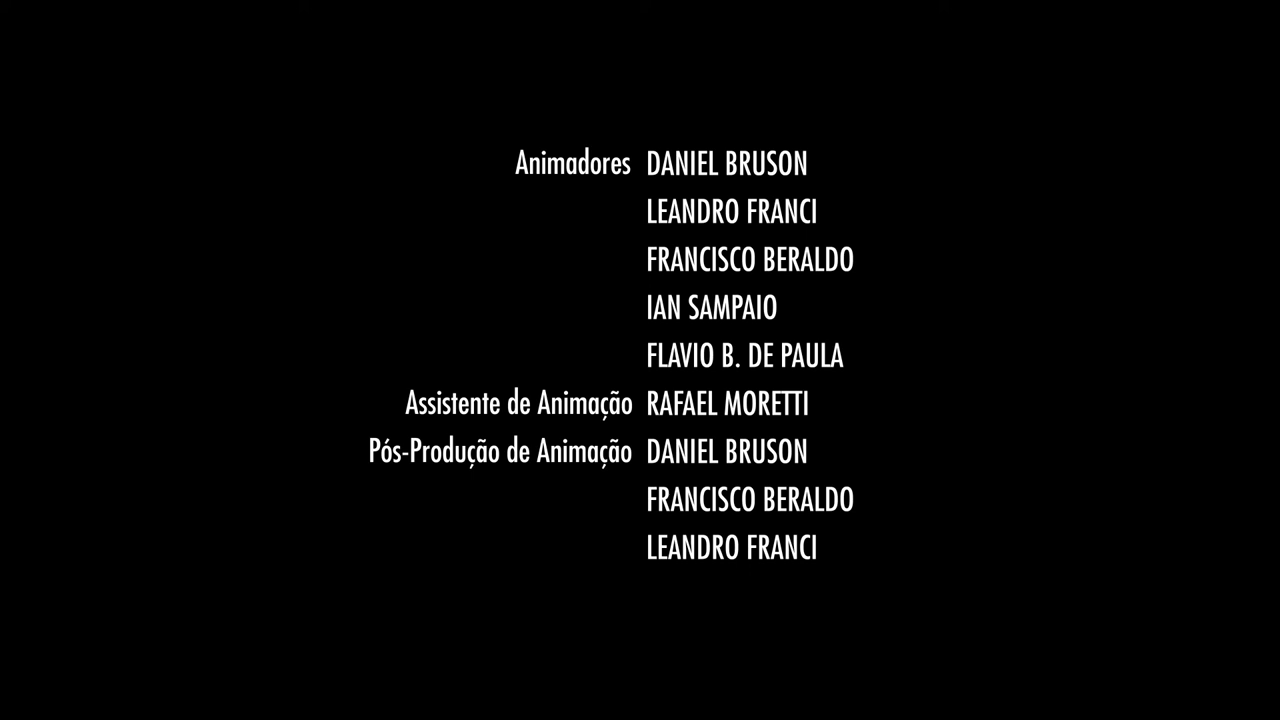 Animadores DANIEL BRUSON
LEANDRO FRANCI
FRANCISCO BERALDO
IAN SAMPAIO
FLAVIO B. DE PAULA
Assistente de Animação RAFAEL MORETTI
Pós-Produção de Animação DANIEL BRUSON
FRANCISCO BERALDO
LEANDRO FRANCI